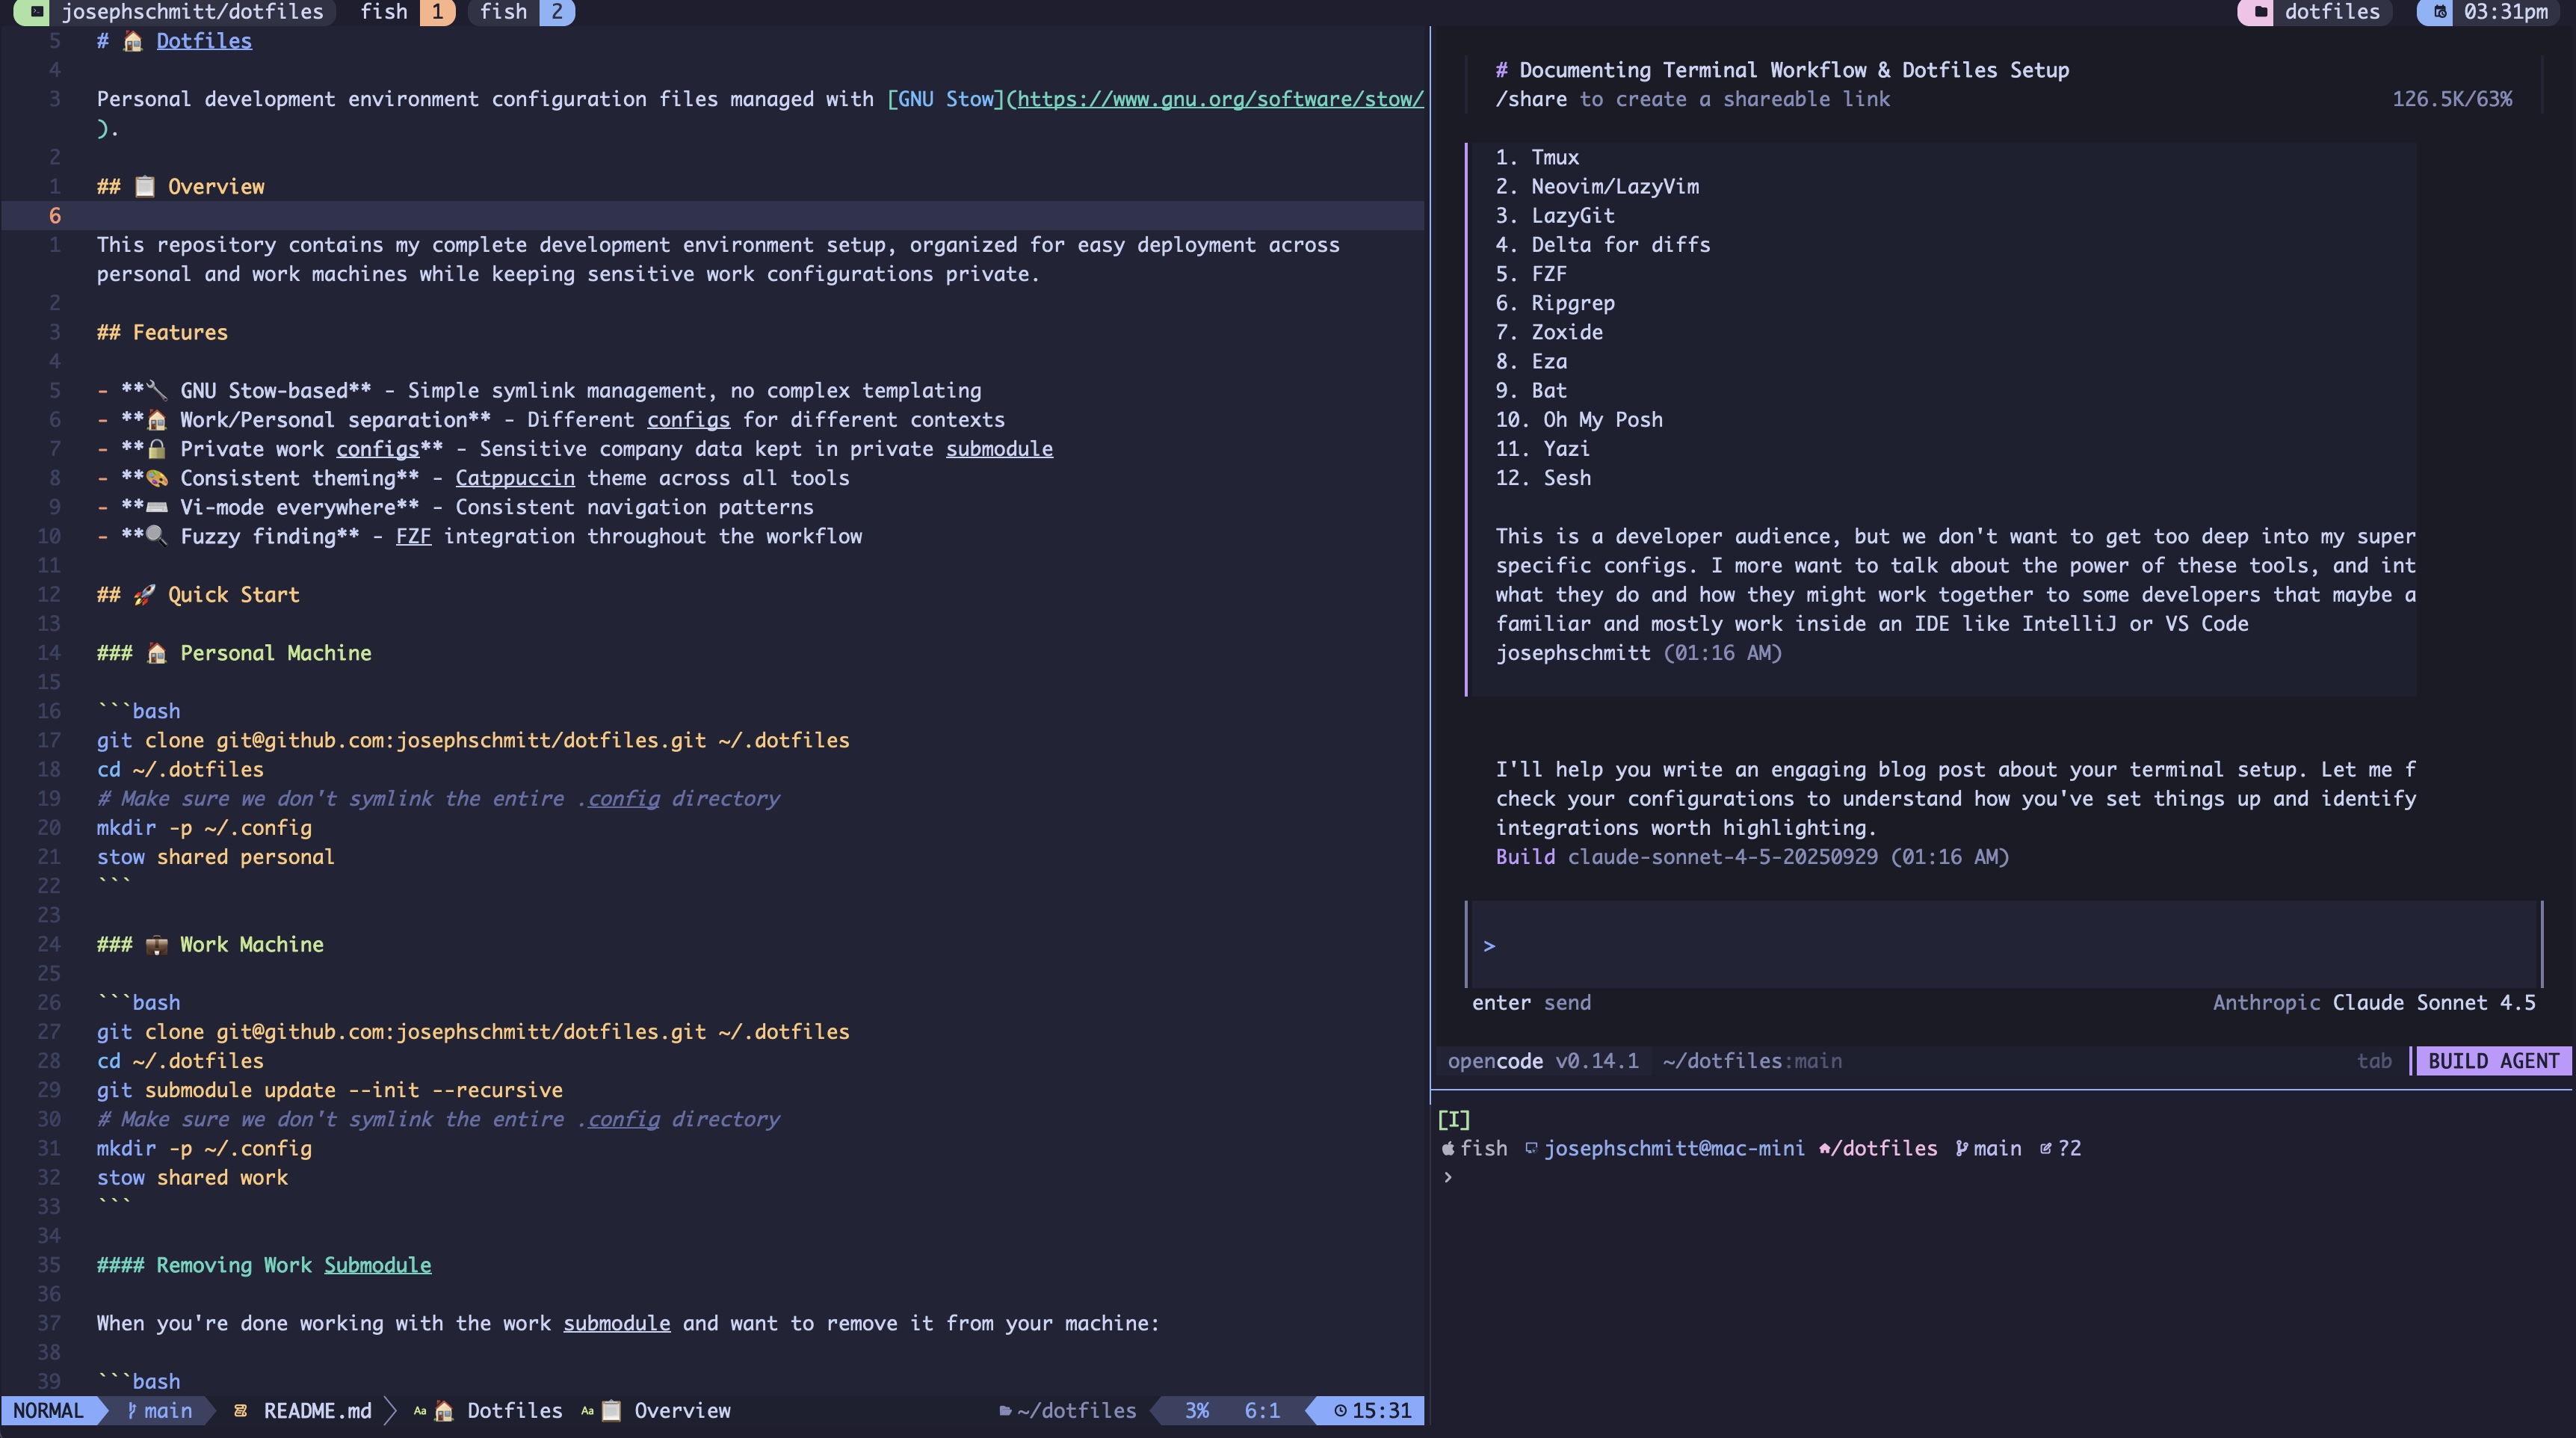 josephschmitt/dotfiles fish 1 fish 2 dotfiles 03:31pm
5 # 🏠 Dotfiles
4
3 Personal development environment configuration files managed with [GNU Stow](https://www.gnu.org/software/stow/
).
2
1 ## 📋 Overview
6
1 This repository contains my complete development environment setup, organized for easy deployment across
personal and work machines while keeping sensitive work configurations private.
2
3 ## Features
4
5 - **🔧 GNU Stow-based** - Simple symlink management, no complex templating
6 - **🏠 Work/Personal separation** - Different configs for different contexts
7 - **🔒 Private work configs** - Sensitive company data kept in private submodule
8 - **🎨 Consistent theming** - Catppuccin theme across all tools
9 - **⌨️ Vi-mode everywhere** - Consistent navigation patterns
10 - **🔍 Fuzzy finding** - FZF integration throughout the workflow
11
12 ## 🚀 Quick Start
13
14 ### 🏠 Personal Machine
15
16 ```bash
17 git clone git@github.com:josephschmitt/dotfiles.git ~/.dotfiles
18 cd ~/.dotfiles
19 # Make sure we don't symlink the entire .config directory
20 mkdir -p ~/.config
21 stow shared personal
22 ```
23
24 ### 💼 Work Machine
25
26 ```bash
27 git clone git@github.com:josephschmitt/dotfiles.git ~/.dotfiles
28 cd ~/.dotfiles
29 git submodule update --init --recursive
30 # Make sure we don't symlink the entire .config directory
31 mkdir -p ~/.config
32 stow shared work
33 ```
34
35 #### Removing Work Submodule
36
37 When you're done working with the work submodule and want to remove it from your machine:
38
39 ```bash
NORMAL main README.md Aa 🏠 Dotfiles Aa 📋 Overview ~/dotfiles 3% 6:1 15:31
# Documenting Terminal Workflow & Dotfiles Setup
/share to create a shareable link 126.5K/63%
1. Tmux
2. Neovim/LazyVim
3. LazyGit
4. Delta for diffs
5. FZF
6. Ripgrep
7. Zoxide
8. Eza
9. Bat
10. Oh My Posh
11. Yazi
12. Sesh
This is a developer audience, but we don't want to get too deep into my super
specific configs. I more want to talk about the power of these tools, and int
what they do and how they might work together to some developers that maybe a
familiar and mostly work inside an IDE like IntelliJ or VS Code
josephschmitt (01:16 AM)
I'll help you write an engaging blog post about your terminal setup. Let me f
check your configurations to understand how you've set things up and identify
integrations worth highlighting.
Build claude-sonnet-4-5-20250929 (01:16 AM)
>
enter send Anthropic Claude Sonnet 4.5
opencode v0.14.1 ~/dotfiles:main tab BUILD AGENT
[I]
fish josephschmitt@mac-mini /dotfiles main ?2
›